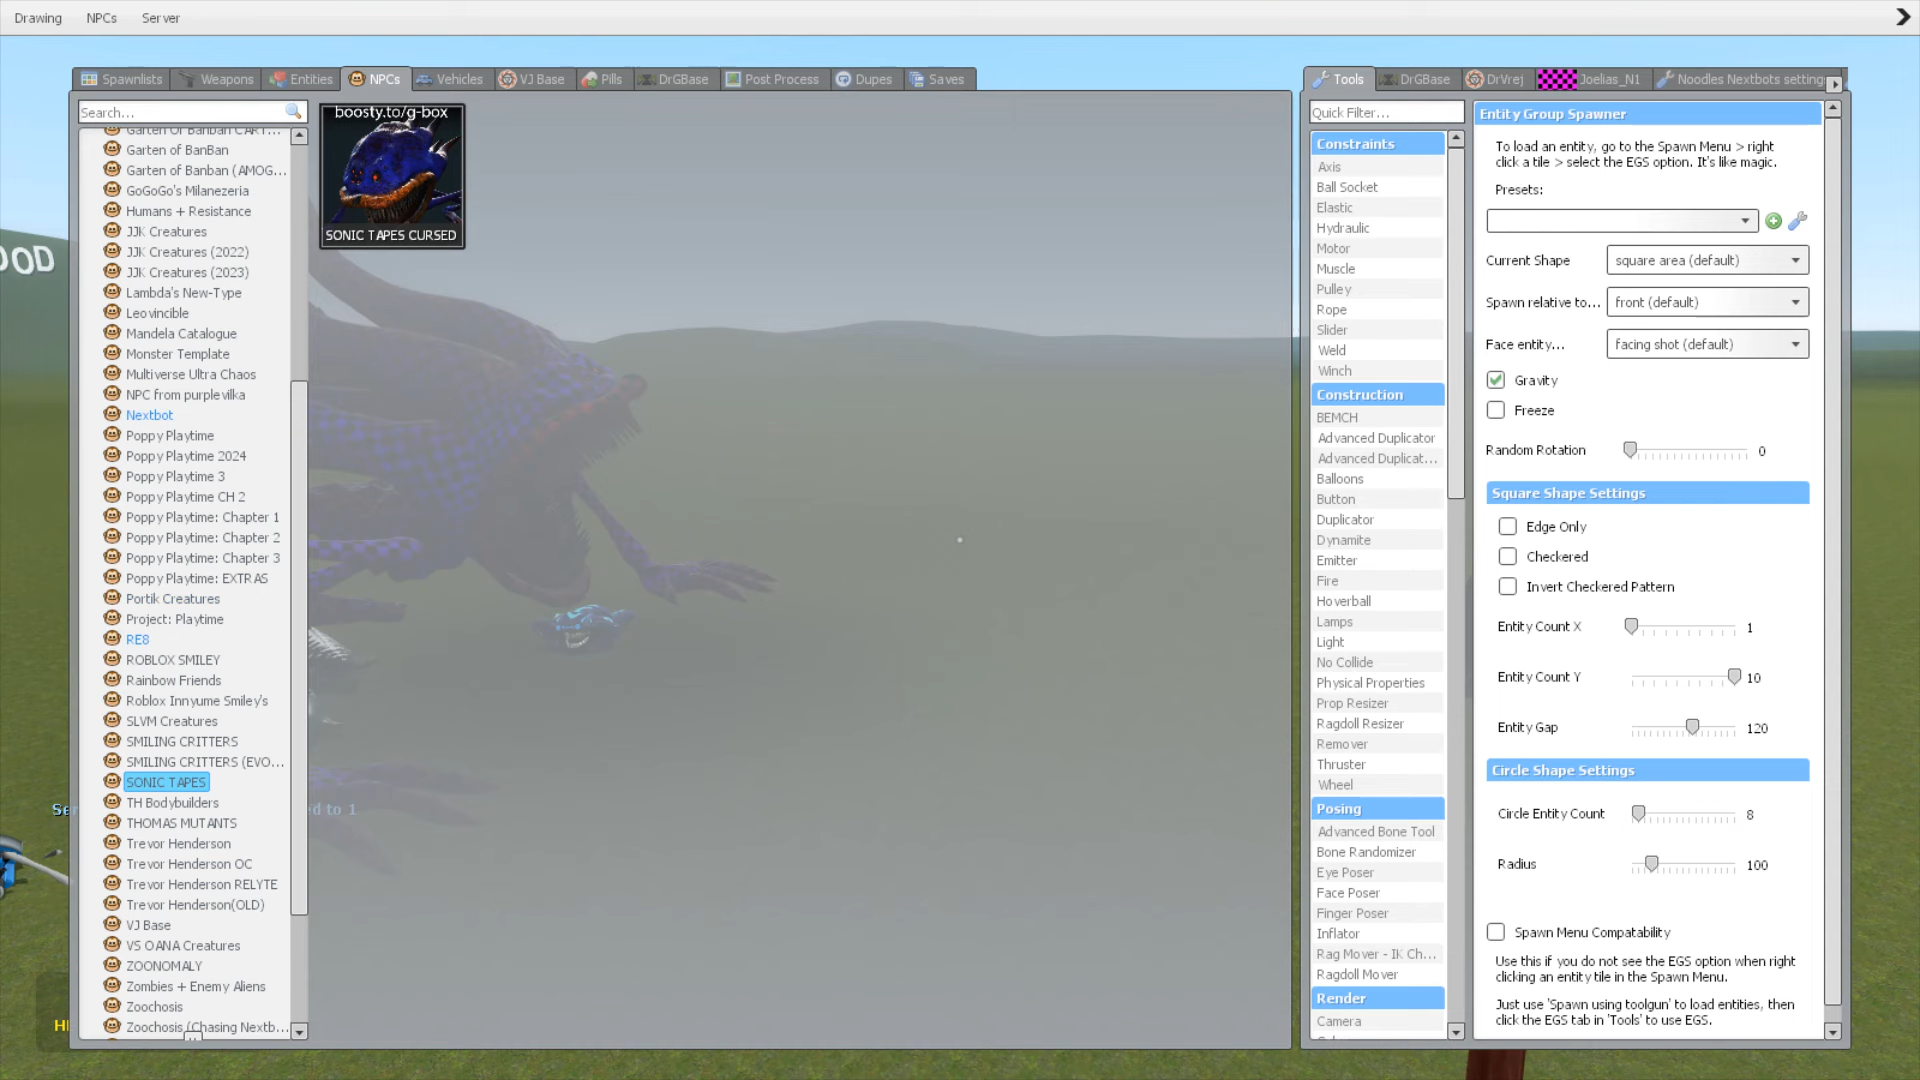 Drawing
NPCs
Server
Spawnlists
Weapons
Entities
NPCs
Vehicles
VJ Base
Pills
DrGBase
Post Process
Dupes
Saves
Search...
Garten Of Banban CART...
Garten of BanBan
Garten of Banban (AMOG...
GoGoGo's Milanezeria
Humans + Resistance
JJK Creatures
JJK Creatures (2022)
JJK Creatures (2023)
Lambda's New-Type
Leovincible
Mandela Catalogue
Monster Template
Multiverse Ultra Chaos
NPC from purplevilka
Nextbot
Poppy Playtime
Poppy Playtime 2024
Poppy Playtime 3
Poppy Playtime CH 2
Poppy Playtime: Chapter 1
Poppy Playtime: Chapter 2
Poppy Playtime: Chapter 3
Poppy Playtime: EXTRAS
Portik Creatures
Project: Playtime
RE8
ROBLOX SMILEY
Rainbow Friends
Roblox Innyume Smiley's
SLVM Creatures
SMILING CRITTERS
SMILING CRITTERS (EVO...
SONIC TAPES
TH Bodybuilders
THOMAS MUTANTS
Trevor Henderson
Trevor Henderson OC
Trevor Henderson RELYTE
Trevor Henderson(OLD)
VJ Base
VS OANA Creatures
ZOONOMALY
Zombies + Enemy Aliens
Zoochosis
Zoochosis (Chasing Nextb...
boosty.to/g-box
SONIC TAPES CURSED
OOD
Se
ed to 1
H
Tools
DrGBase
DrVrej
Joelias_N1
Noodles Nextbots setting
Quick Filter...
Constraints
Axis
Ball Socket
Elastic
Hydraulic
Motor
Muscle
Pulley
Rope
Slider
Weld
Winch
Construction
BEMCH
Advanced Duplicator
Advanced Duplicat...
Balloons
Button
Duplicator
Dynamite
Emitter
Fire
Hoverball
Lamps
Light
No Collide
Physical Properties
Prop Resizer
Ragdoll Resizer
Remover
Thruster
Wheel
Posing
Advanced Bone Tool
Bone Randomizer
Eye Poser
Face Poser
Finger Poser
Inflator
Rag Mover - IK Ch...
Ragdoll Mover
Render
Camera
Entity Group Spawner
To load an entity, go to the Spawn Menu > right
click a tile > select the EGS option. It's like magic.
Presets:
Current Shape
square area (default)
Spawn relative to...
front (default)
Face entity...
facing shot (default)
Gravity
Freeze
Random Rotation
0
Square Shape Settings
Edge Only
Checkered
Invert Checkered Pattern
Entity Count X
1
Entity Count Y
10
Entity Gap
120
Circle Shape Settings
Circle Entity Count
8
Radius
100
Spawn Menu Compatability
Use this if you do not see the EGS option when right
clicking an entity tile in the Spawn Menu.
Just use 'Spawn using toolgun' to load entities, then
click the EGS tab in 'Tools' to use EGS.